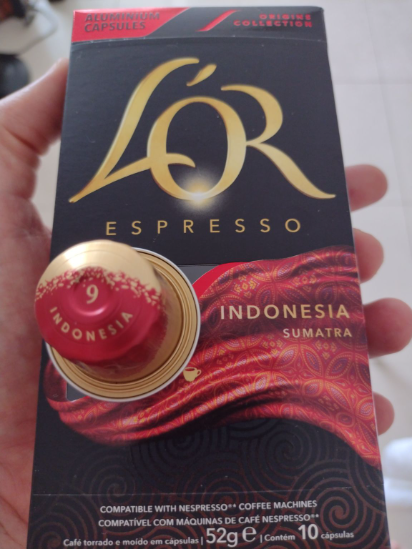 ALUMINIUM
CAPSULES
ORIGINS
COLLECTION
L'OR
ESPRESSO
9
INDONESIA
INDONESIA
SUMATRA
COMPATIBLE WITH NESPRESSO** COFFEE MACHINES
COMPATÍVEL COM MÁQUINAS DE CAFÉ NESPRESSO**
Café torrado e moído em cápsulas | 52g e | Contém 10 cápsulas